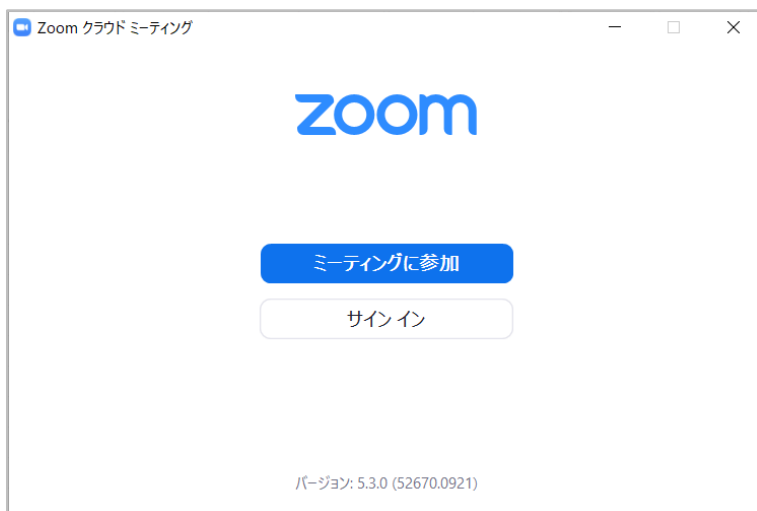 Zoom クラウド ミーティング
zoom
ミーティングに参加
サイン イン
バージョン: 5.3.0 (52670.0921)